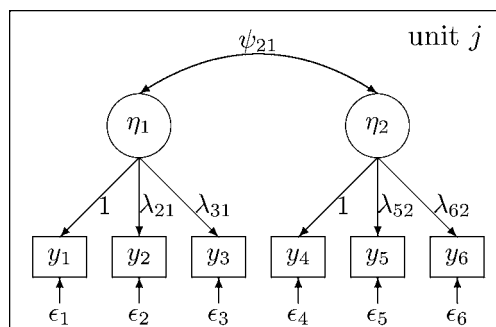 unit j
ψ₂₁
η₁ η₂
1 λ₂₁ λ₃₁ 1 λ₅₂ λ₆₂
y₁ y₂ y₃ y₄ y₅ y₆
ϵ₁ ϵ₂ ϵ₃ ϵ₄ ϵ₅ ϵ₆